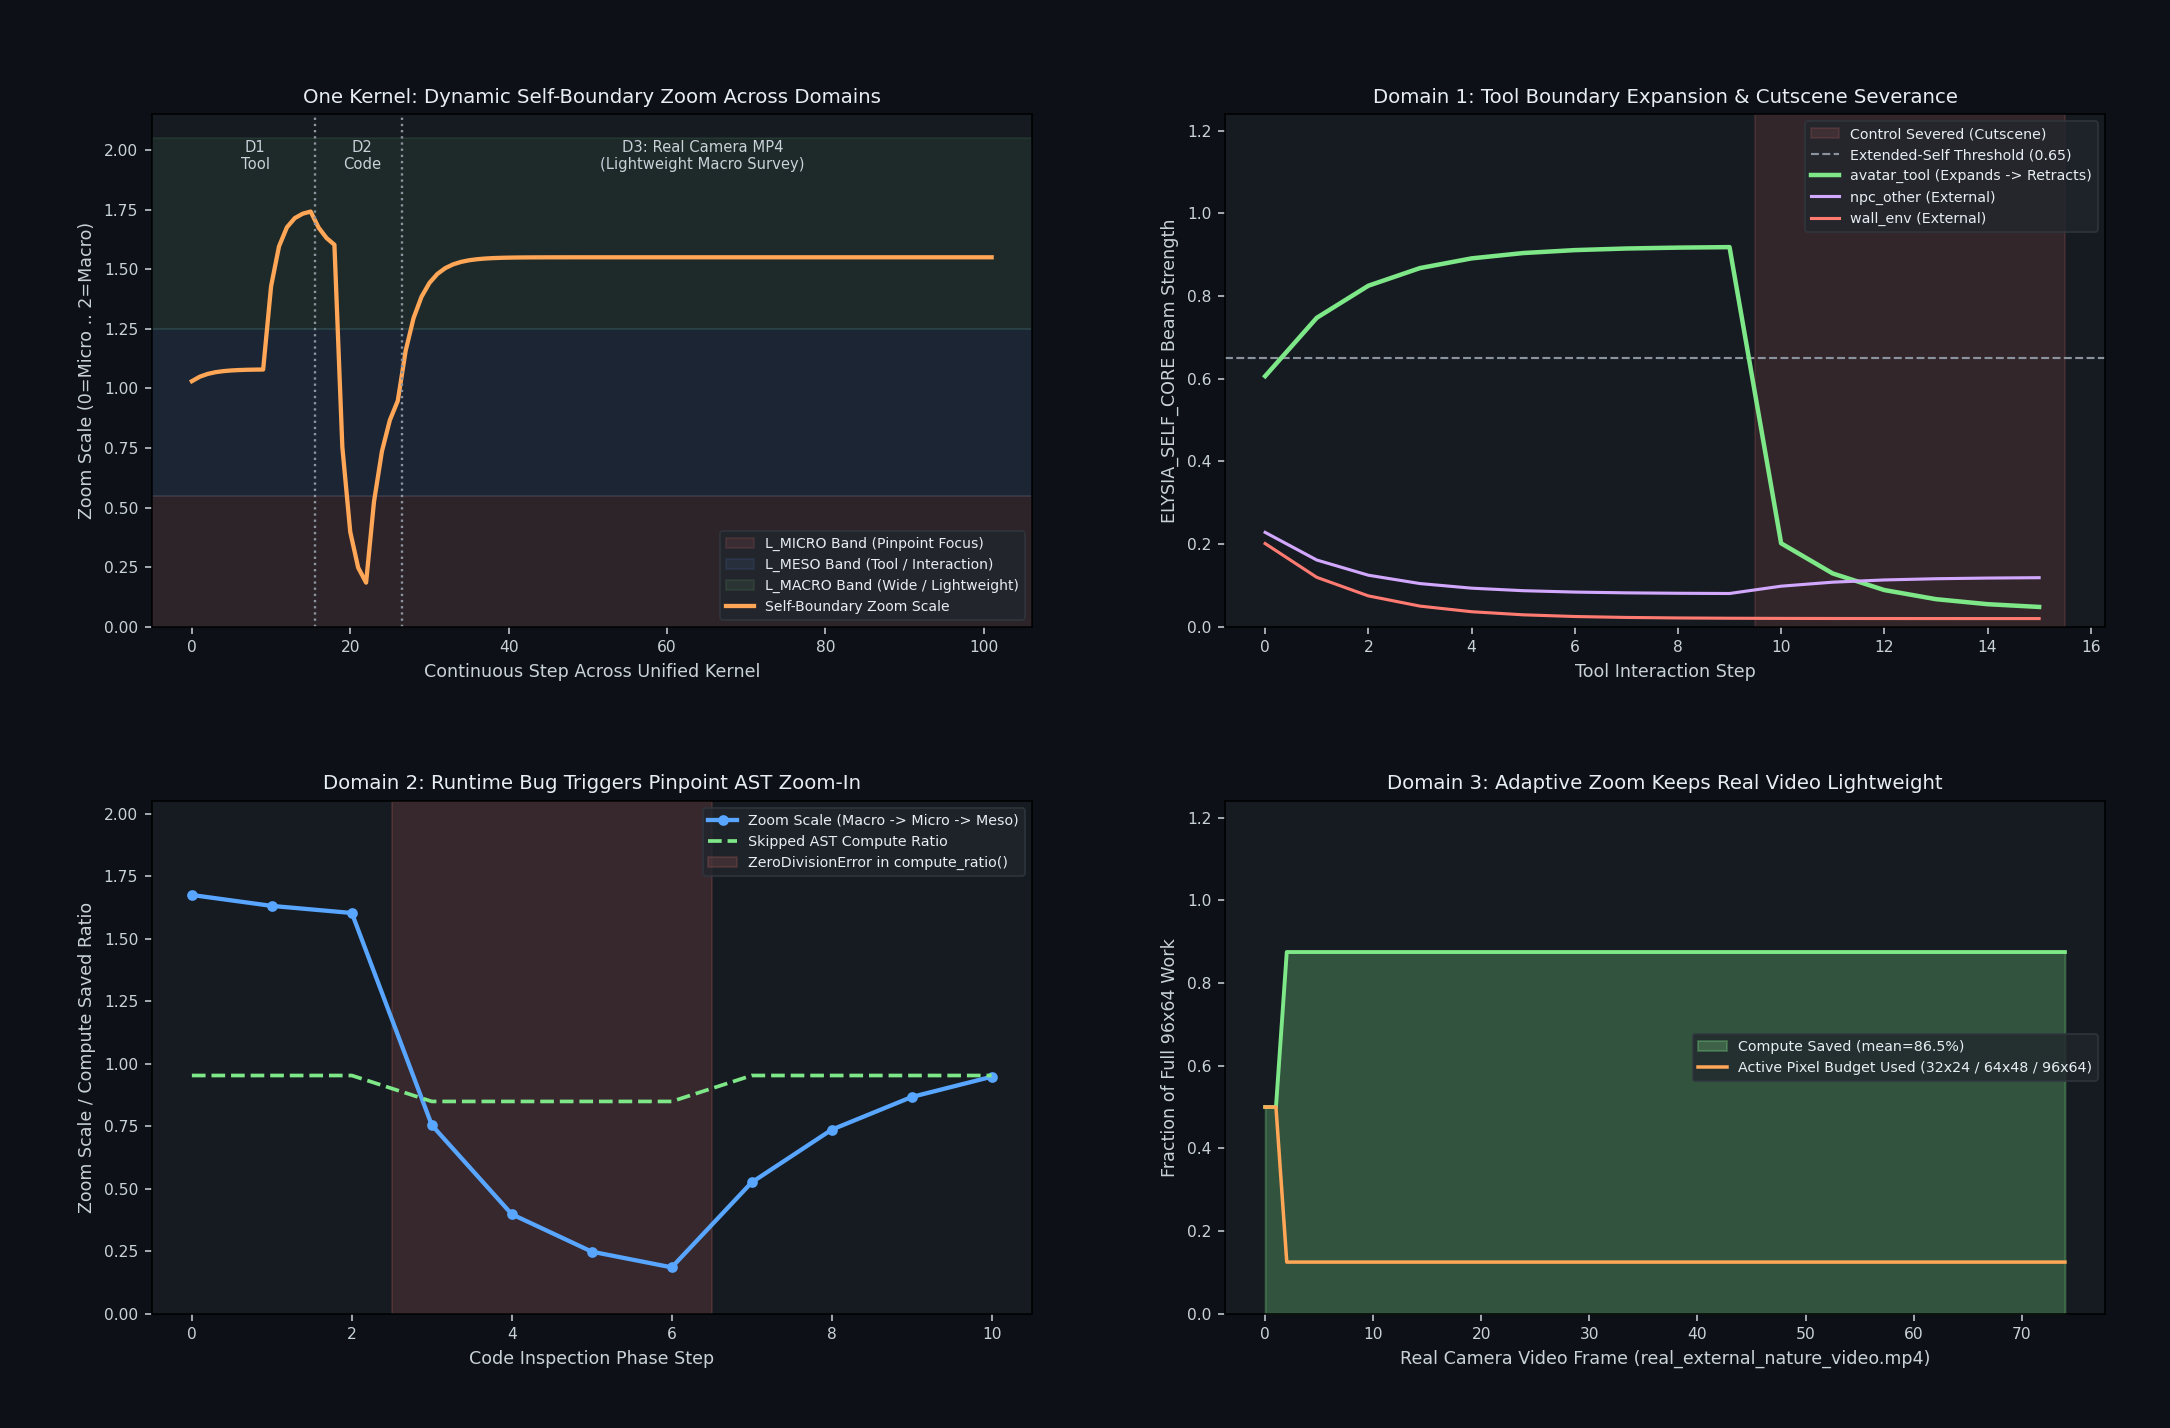 One Kernel: Dynamic Self-Boundary Zoom Across Domains
Zoom Scale (0=Micro .. 2=Macro)
2.00
1.75
1.50
1.25
1.00
0.75
0.50
0.25
0.00
D1
Tool
D2
Code
D3: Real Camera MP4
(Lightweight Macro Survey)
L_MICRO Band (Pinpoint Focus)
L_MESO Band (Tool / Interaction)
L_MACRO Band (Wide / Lightweight)
Self-Boundary Zoom Scale
0 20 40 60 80 100
Continuous Step Across Unified Kernel
Domain 1: Tool Boundary Expansion & Cutscene Severance
ELYSIA_SELF_CORE Beam Strength
1.2
1.0
0.8
0.6
0.4
0.2
0.0
Control Severed (Cutscene)
Extended-Self Threshold (0.65)
avatar_tool (Expands -> Retracts)
npc_other (External)
wall_env (External)
0 2 4 6 8 10 12 14 16
Tool Interaction Step
Domain 2: Runtime Bug Triggers Pinpoint AST Zoom-In
Zoom Scale / Compute Saved Ratio
2.00
1.75
1.50
1.25
1.00
0.75
0.50
0.25
0.00
Zoom Scale (Macro -> Micro -> Meso)
Skipped AST Compute Ratio
ZeroDivisionError in compute_ratio()
0 2 4 6 8 10
Code Inspection Phase Step
Domain 3: Adaptive Zoom Keeps Real Video Lightweight
Fraction of Full 96x64 Work
1.2
1.0
0.8
0.6
0.4
0.2
0.0
Compute Saved (mean=86.5%)
Active Pixel Budget Used (32x24 / 64x48 / 96x64)
0 10 20 30 40 50 60 70
Real Camera Video Frame (real_external_nature_video.mp4)